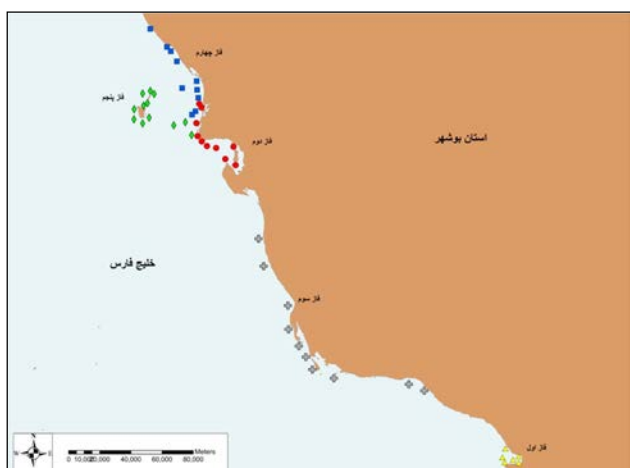 فاز چهارم
فاز پنجم
فاز دوم
استان بوشهر
خلیج فارس
فاز سوم
فاز اول
N
W E
S
Meters
0 10,000 20,000 40,000 60,000 80,000